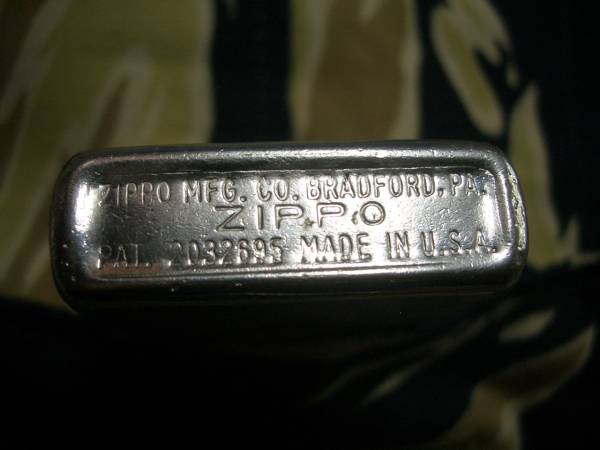 ZIPPO MFG. CO. BRADFORD, PA.
ZIPPO
PAT. 2032695 MADE IN U.S.A.